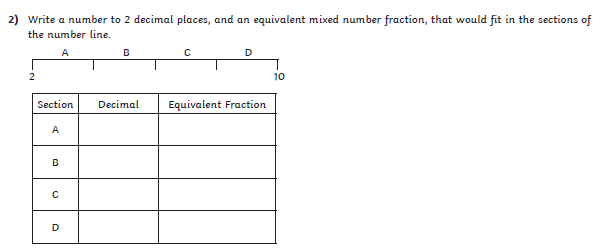 2) Write a number to 2 decimal places, and an equivalent mixed number fraction, that would fit in the sections of
the number line.
A B C D
2 10
Section Decimal Equivalent Fraction
A
B
C
D